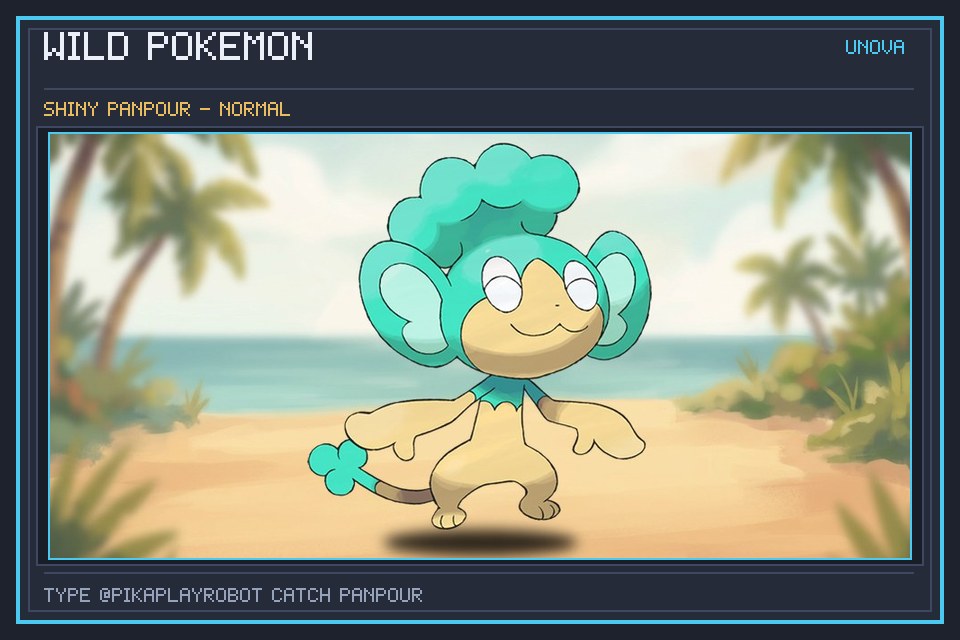 WILD POKEMON
UNOVA
SHINY PANPOUR - NORMAL
TYPE @PIKAPLAYROBOT CATCH PANPOUR